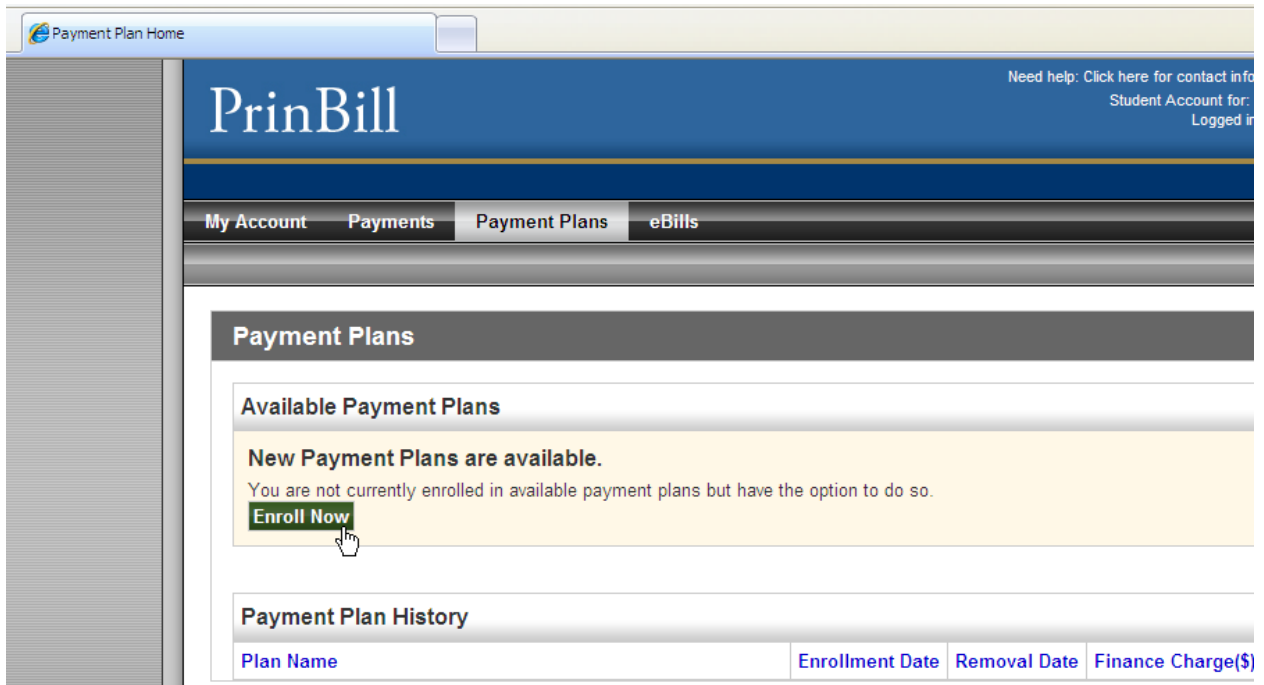 Payment Plan Home
Need help: Click here for contact info
PrinBill
Student Account for:
Logged in
My Account Payments Payment Plans eBills
Payment Plans
Available Payment Plans
New Payment Plans are available.
You are not currently enrolled in available payment plans but have the option to do so.
Enroll Now
Payment Plan History
Plan Name Enrollment Date Removal Date Finance Charge($)